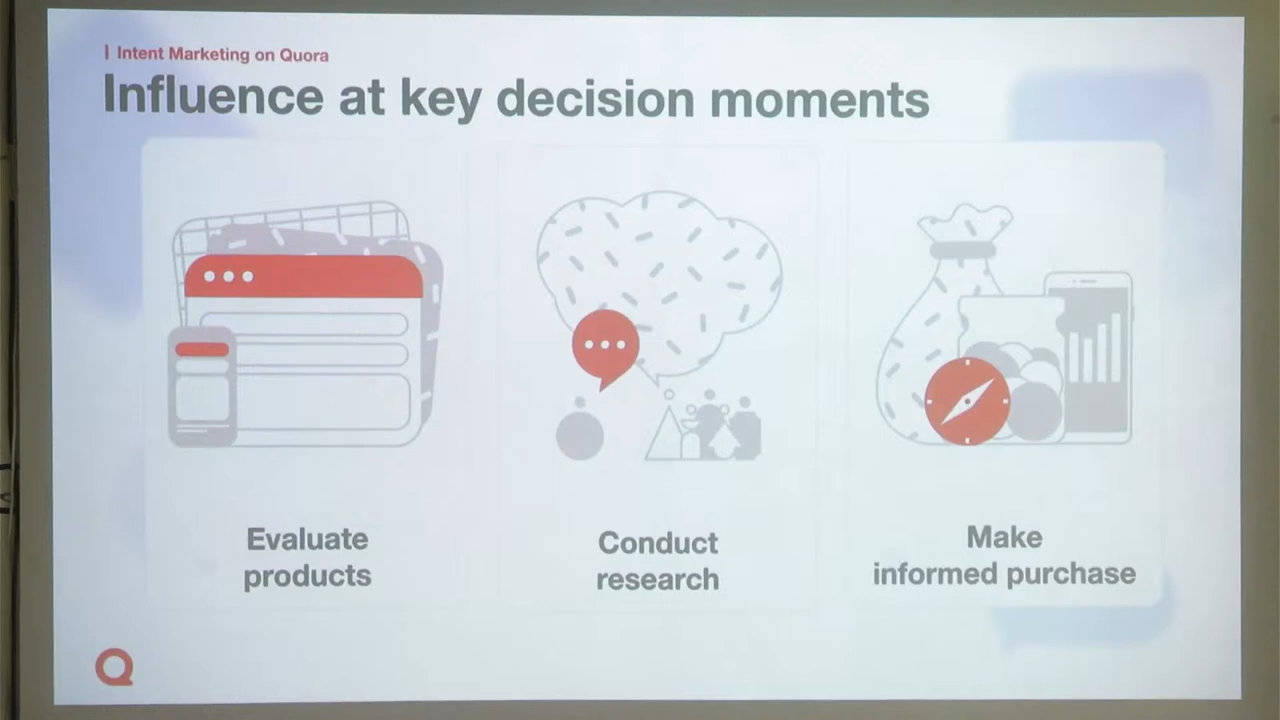 Intent Marketing on Quora
Influence at key decision moments
Evaluate
products
Conduct
research
Make
informed purchase
Q